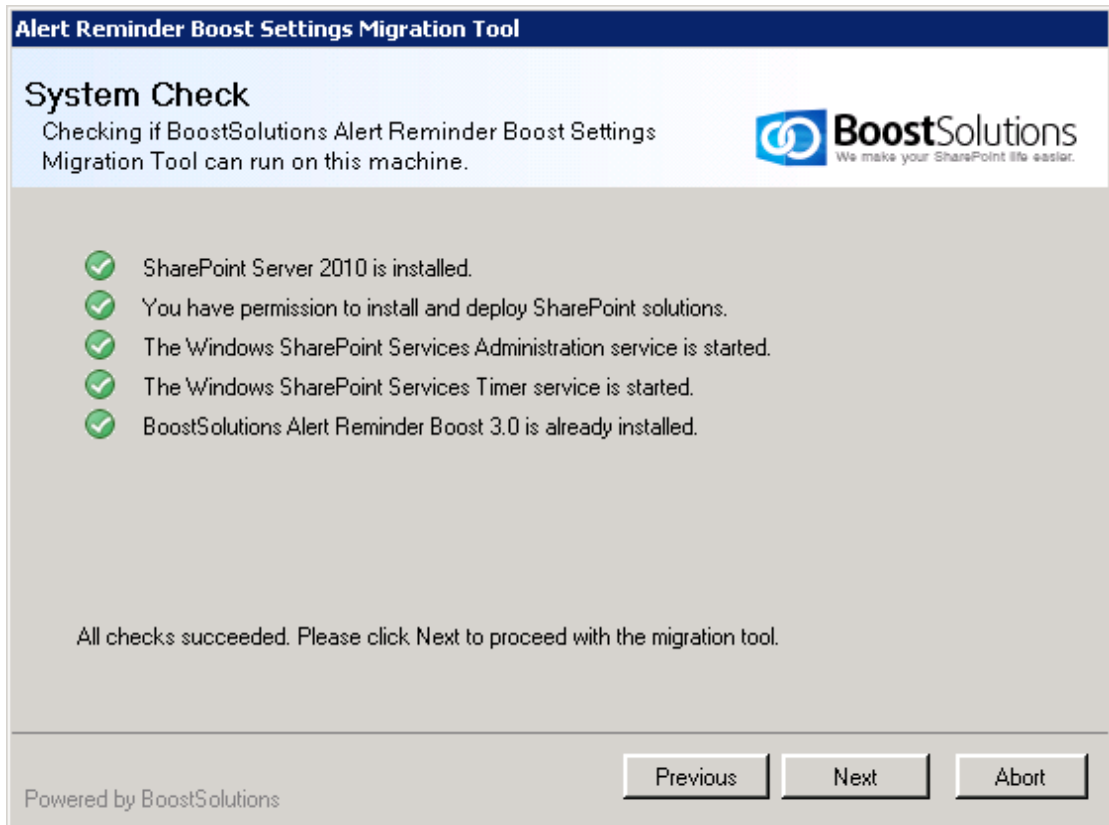 Alert Reminder Boost Settings Migration Tool
System Check
Checking if BoostSolutions Alert Reminder Boost Settings
Migration Tool can run on this machine.
BoostSolutions
We make your SharePoint life easier.
SharePoint Server 2010 is installed.
You have permission to install and deploy SharePoint solutions.
The Windows SharePoint Services Administration service is started.
The Windows SharePoint Services Timer service is started.
BoostSolutions Alert Reminder Boost 3.0 is already installed.
All checks succeeded. Please click Next to proceed with the migration tool.
Previous Next Abort
Powered by BoostSolutions